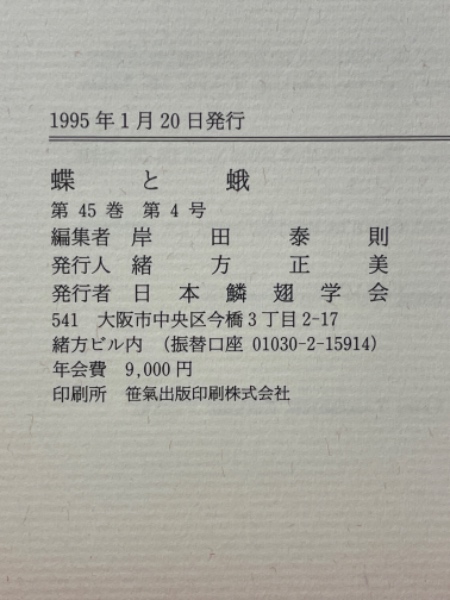 1995年1月20日発行
蝶と蛾
第 45 巻 第 4 号
編集者 岸田泰則
発行人 緒方正美
発行者 日本鱗翅学会
541 大阪市中央区今橋3丁目2-17
緒方ビル内 (振替口座 01030-2-15914)
年会費 9,000円
印刷所 笹氣出版印刷株式会社